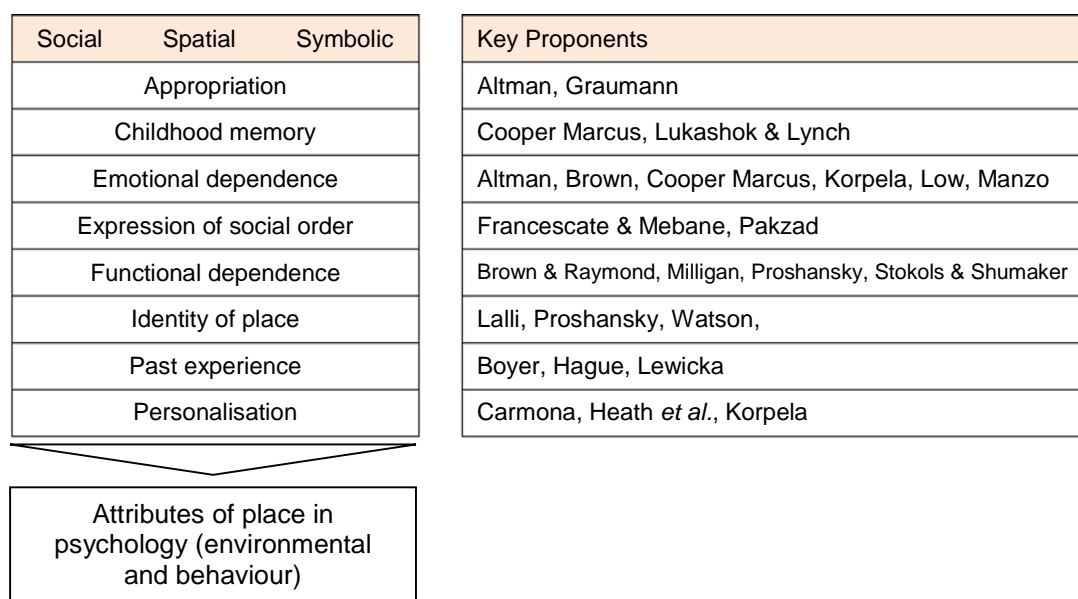 Social Spatial Symbolic Key Proponents
Appropriation Altman, Graumann
Childhood memory Cooper Marcus, Lukashok & Lynch
Emotional dependence Altman, Brown, Cooper Marcus, Korpela, Low, Manzo
Expression of social order Francescate & Mebane, Pakzad
Functional dependence Brown & Raymond, Milligan, Proshansky, Stokols & Shumaker
Identity of place Lalli, Proshansky, Watson,
Past experience Boyer, Hague, Lewicka
Personalisation Carmona, Heath et al., Korpela
Attributes of place in
psychology (environmental
and behaviour)